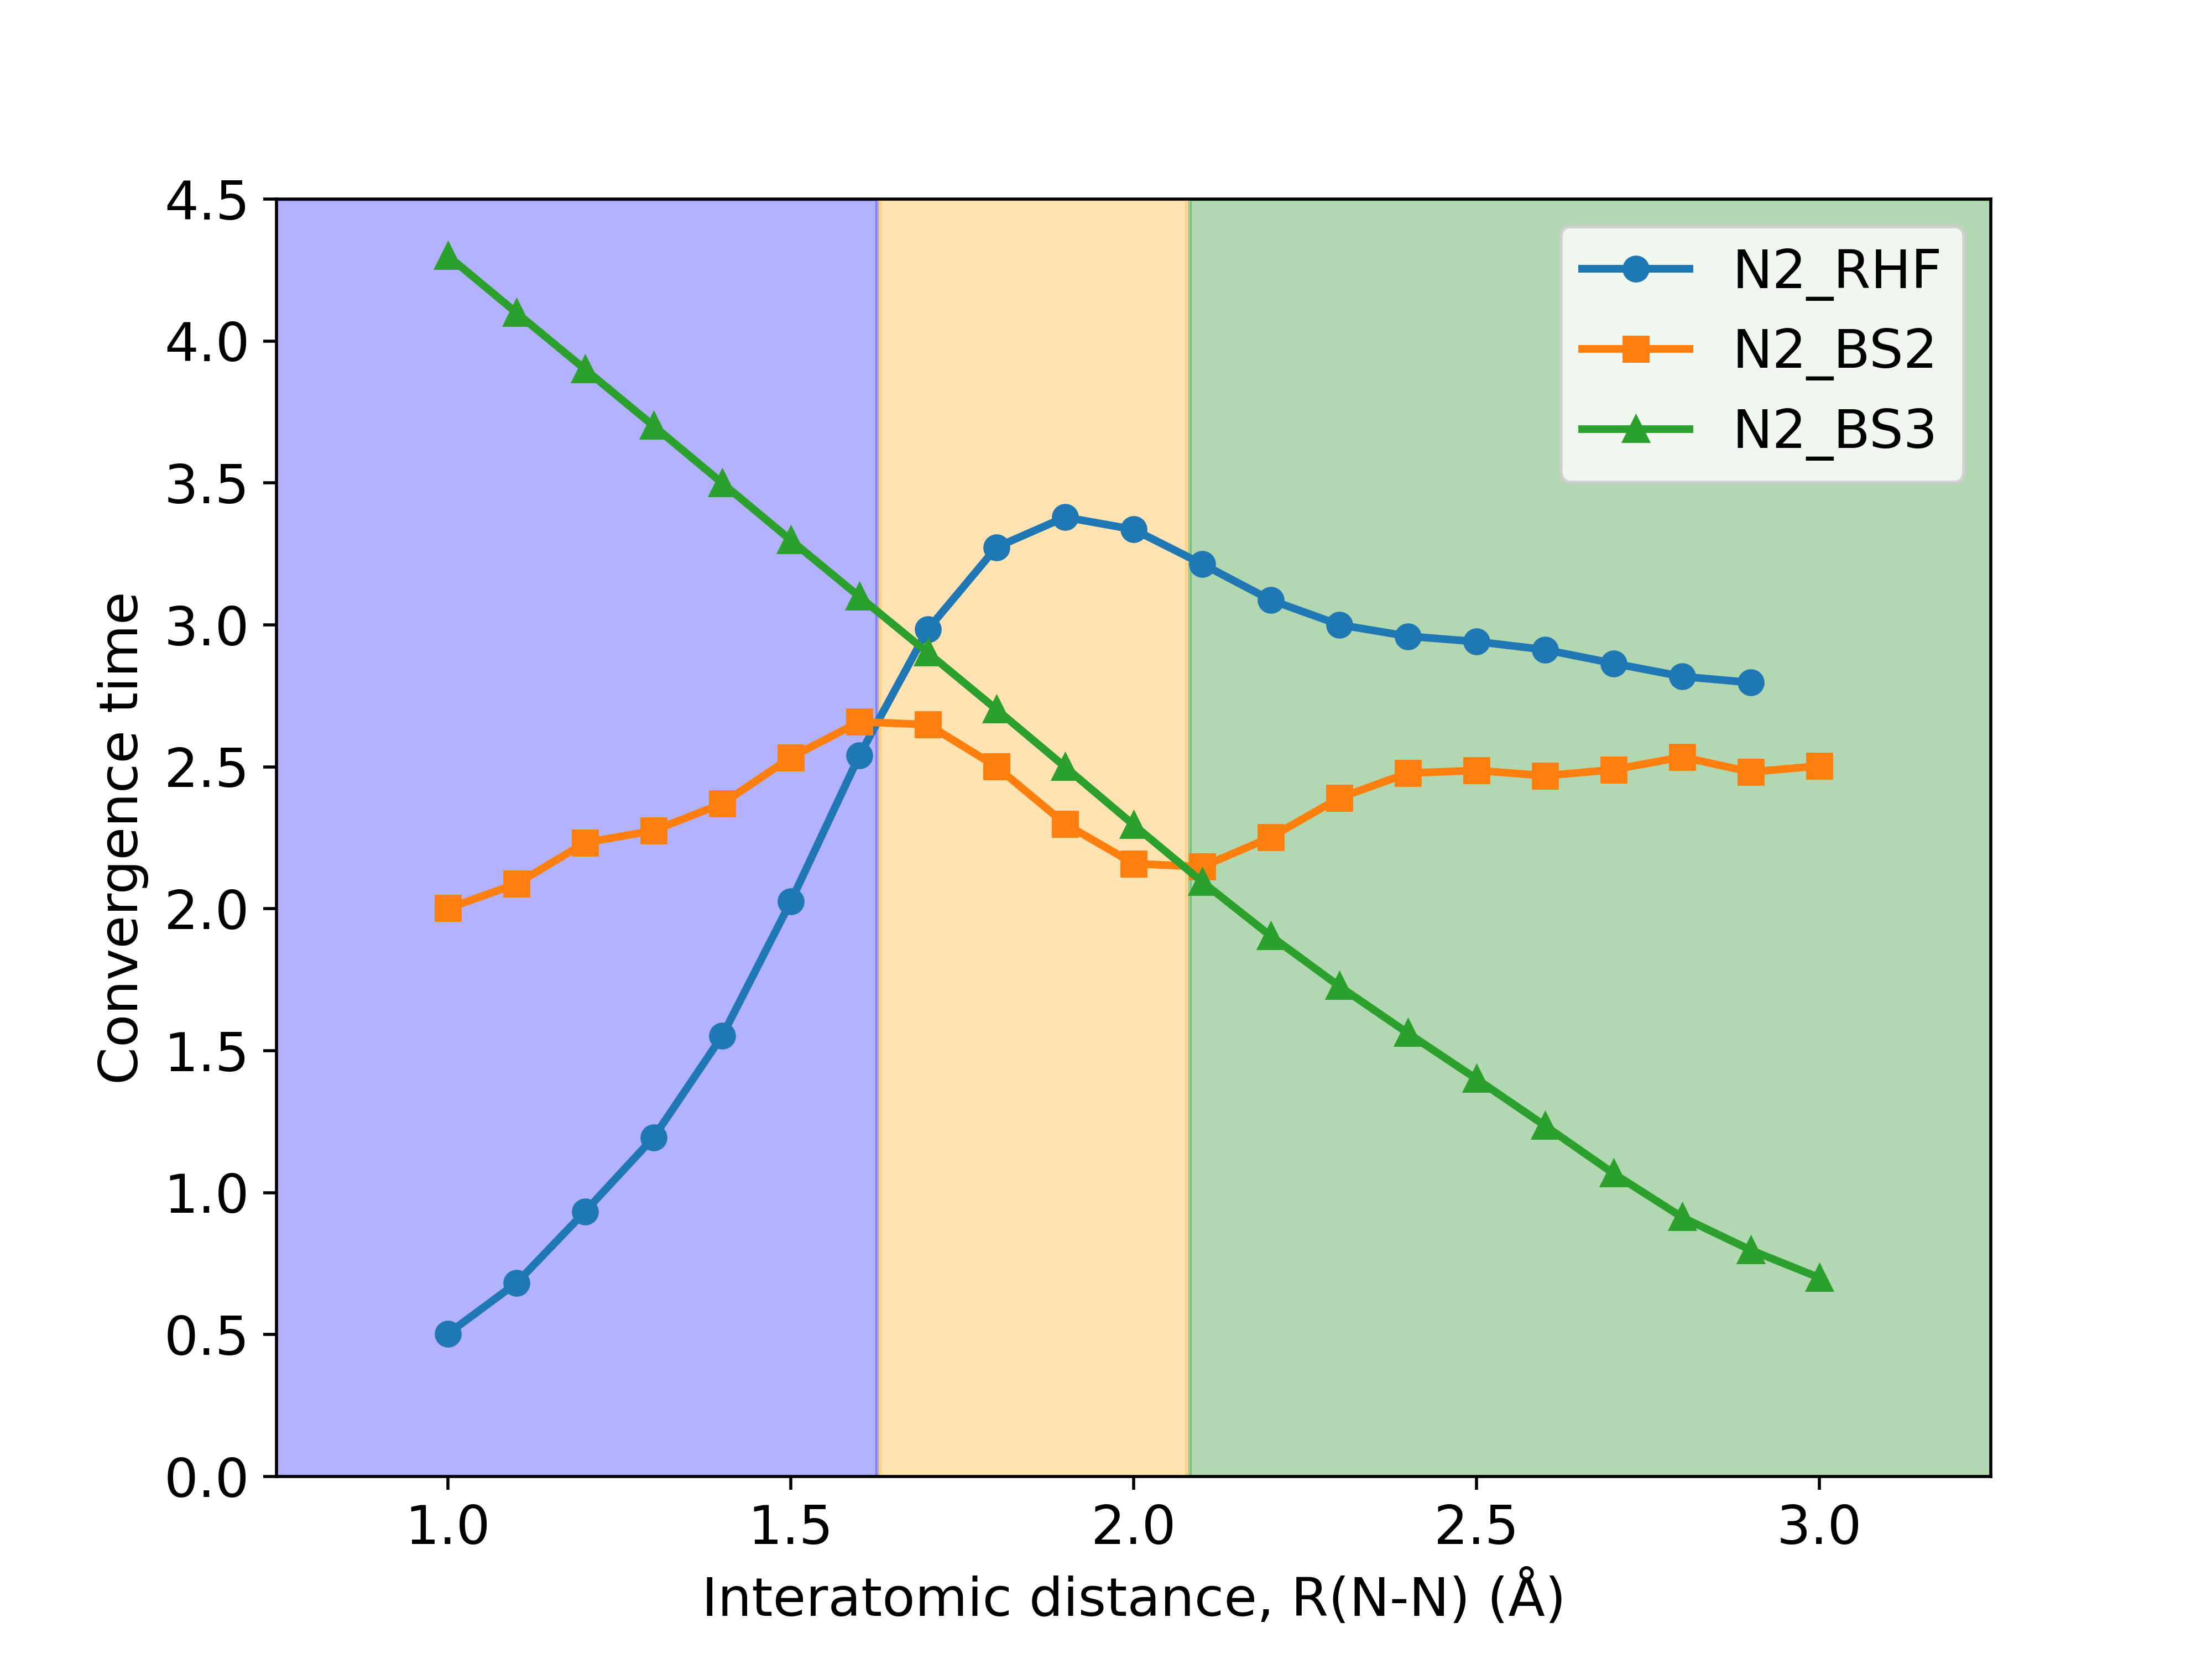 4.5
4.0
3.5
3.0
2.5
2.0
1.5
1.0
0.5
0.0
Convergence time
N2_RHF
N2_BS2
N2_BS3
1.0 1.5 2.0 2.5 3.0
Interatomic distance, R(N-N) (Å)